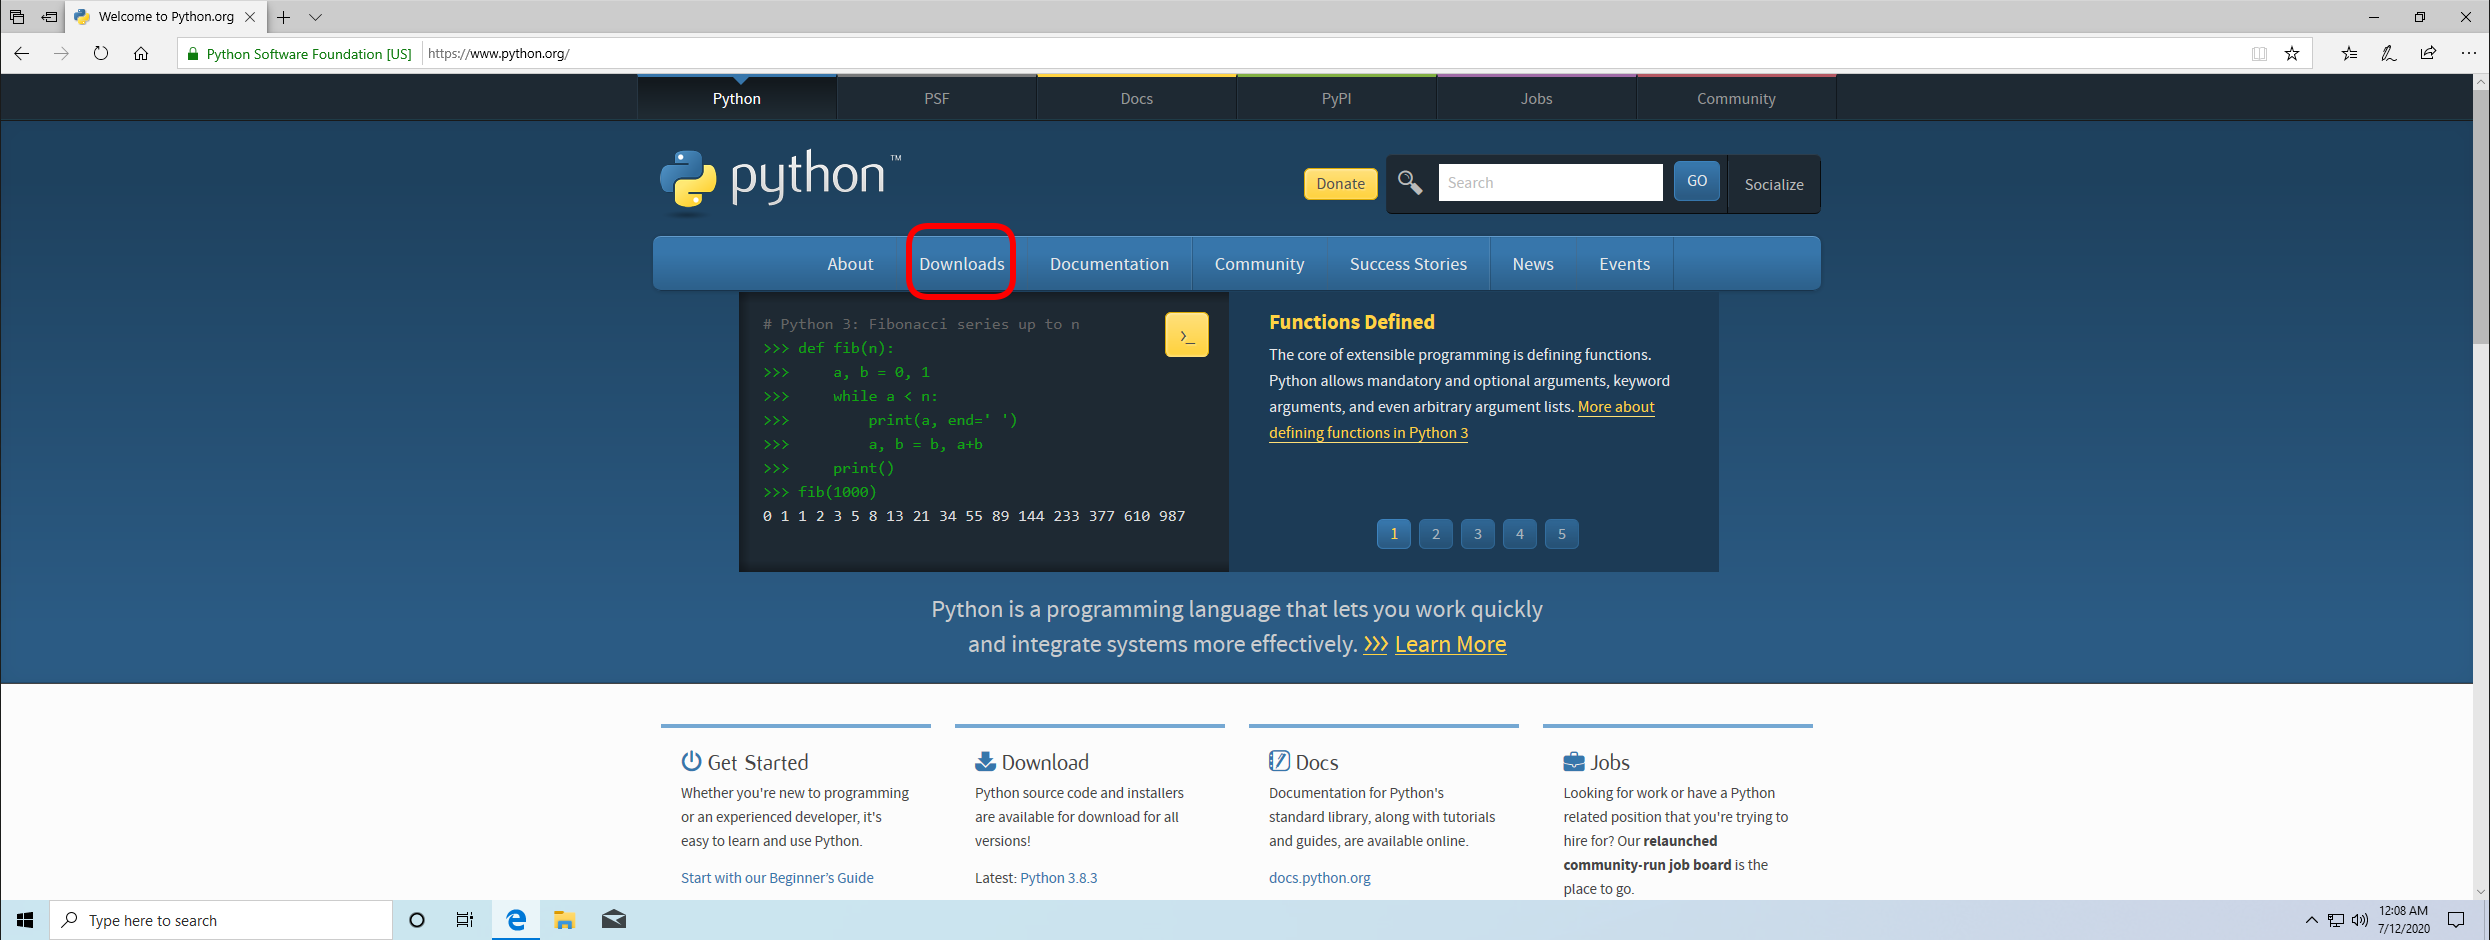 Welcome to Python.org
Python Software Foundation [US] https://www.python.org/
Python PSF Docs PyPI Jobs Community
python™
Donate Search GO Socialize
About Downloads Documentation Community Success Stories News Events
# Python 3: Fibonacci series up to n
>>> def fib(n):
>>>     a, b = 0, 1
>>>     while a < n:
>>>         print(a, end=' ')
>>>         a, b = b, a+b
>>>     print()
>>> fib(1000)
0 1 1 2 3 5 8 13 21 34 55 89 144 233 377 610 987
>_
Functions Defined
The core of extensible programming is defining functions.
Python allows mandatory and optional arguments, keyword
arguments, and even arbitrary argument lists. More about
defining functions in Python 3
1 2 3 4 5
Python is a programming language that lets you work quickly
and integrate systems more effectively. >>> Learn More
Get Started
Whether you're new to programming
or an experienced developer, it's
easy to learn and use Python.
Start with our Beginner’s Guide
Download
Python source code and installers
are available for download for all
versions!
Latest: Python 3.8.3
Docs
Documentation for Python's
standard library, along with tutorials
and guides, are available online.
docs.python.org
Jobs
Looking for work or have a Python
related position that you're trying to
hire for? Our relaunched
community-run job board is the
place to go.
Type here to search
12:08 AM
7/12/2020